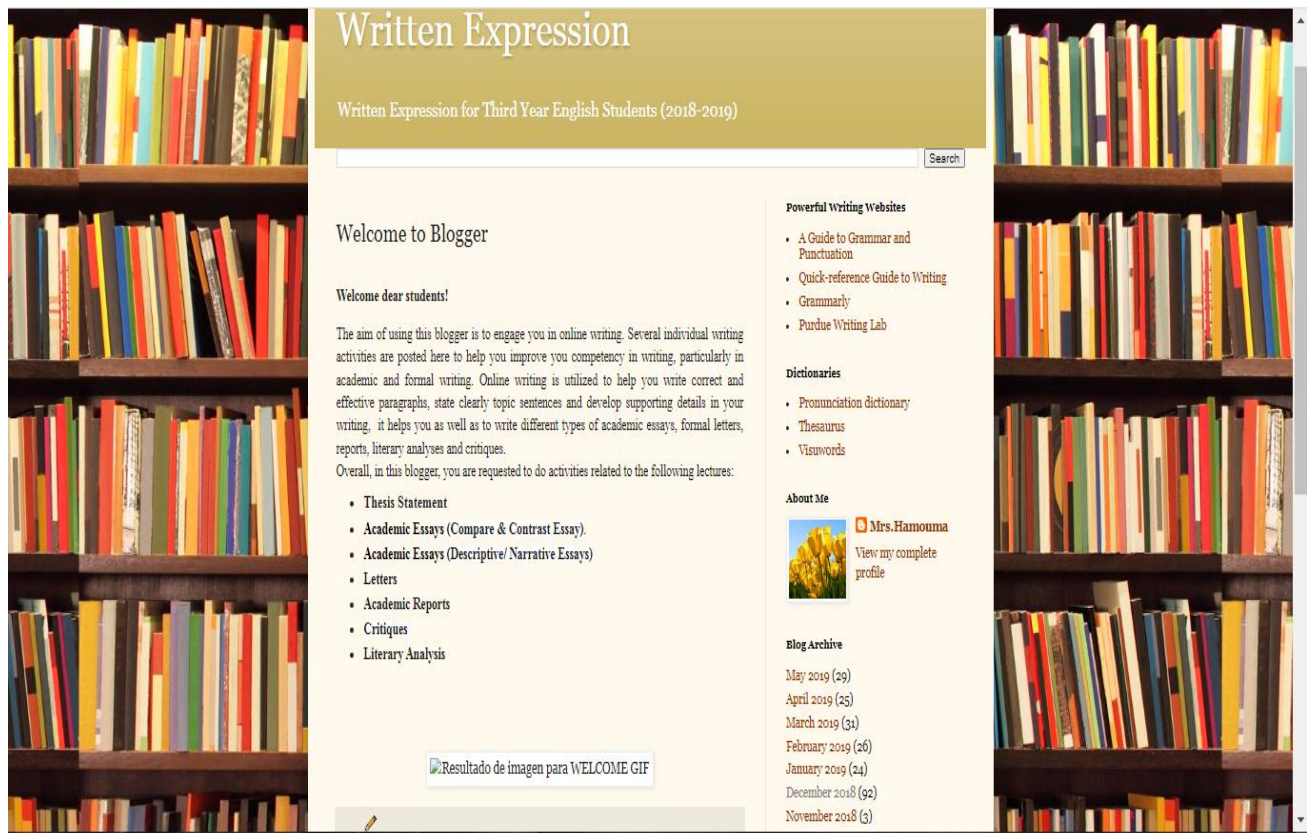 Written Expression
Written Expression for Third Year English Students (2018-2019)
Search
Welcome to Blogger
Welcome dear students!
The aim of using this blogger is to engage you in online writing. Several individual writing
activities are posted here to help you improve you competency in writing, particularly in
academic and formal writing. Online writing is utilized to help you write correct and
effective paragraphs, state clearly topic sentences and develop supporting details in your
writing,  it helps you as well as to write different types of academic essays, formal letters,
reports, literary analyses and critiques.
Overall, in this blogger, you are requested to do activities related to the following lectures:
• Thesis Statement
• Academic Essays (Compare & Contrast Essay).
• Academic Essays (Descriptive/ Narrative Essays)
• Letters
• Academic Reports
• Critiques
• Literary Analysis
Resultado de imagen para WELCOME GIF
Powerful Writing Websites
• A Guide to Grammar and
Punctuation
• Quick-reference Guide to Writing
• Grammarly
• Purdue Writing Lab
Dictionaries
• Pronunciation dictionary
• Thesaurus
• Visuwords
About Me
Mrs.Hamouma
View my complete
profile
Blog Archive
May 2019 (29)
April 2019 (25)
March 2019 (31)
February 2019 (26)
January 2019 (24)
December 2018 (92)
November 2018 (3)